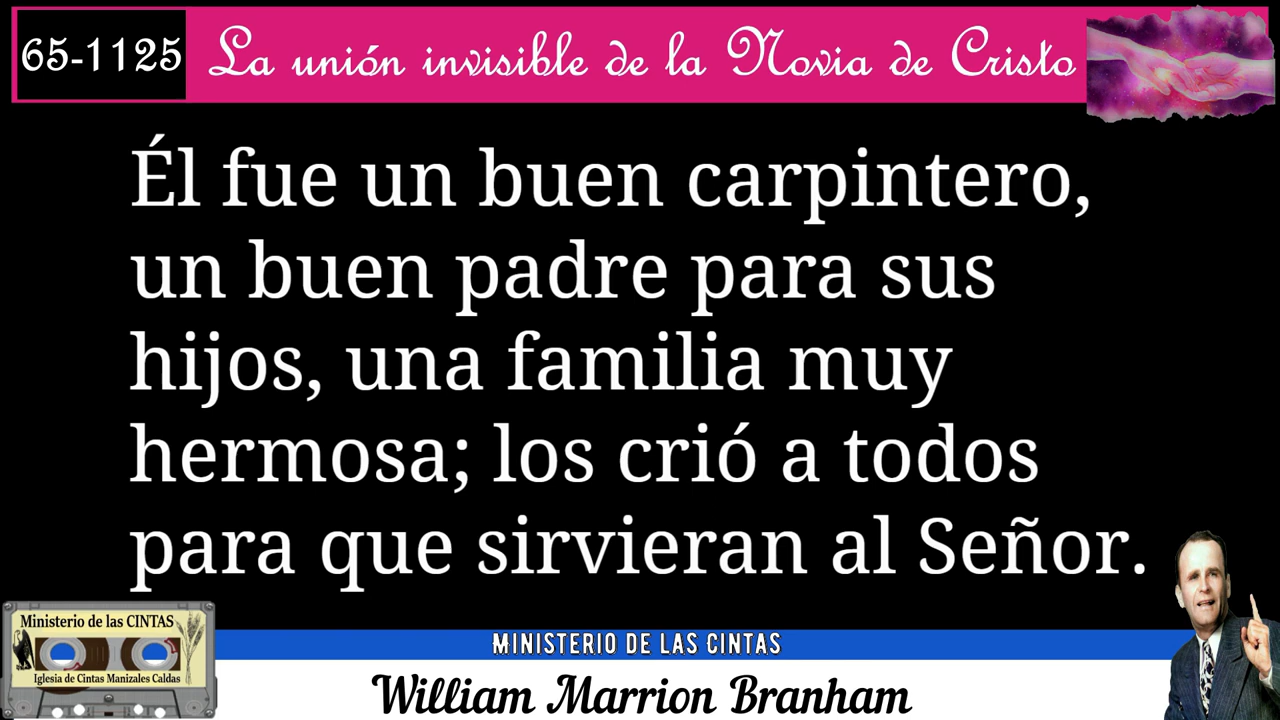 65-1125 La unión invisible de la Novia de Cristo
Él fue un buen carpintero,
un buen padre para sus
hijos, una familia muy
hermosa; los crió a todos
para que sirvieran al Señor.
Ministerio de las CINTAS
Iglesia de Cintas Manizales Caldas
MINISTERIO DE LAS CINTAS
William Marrion Branham